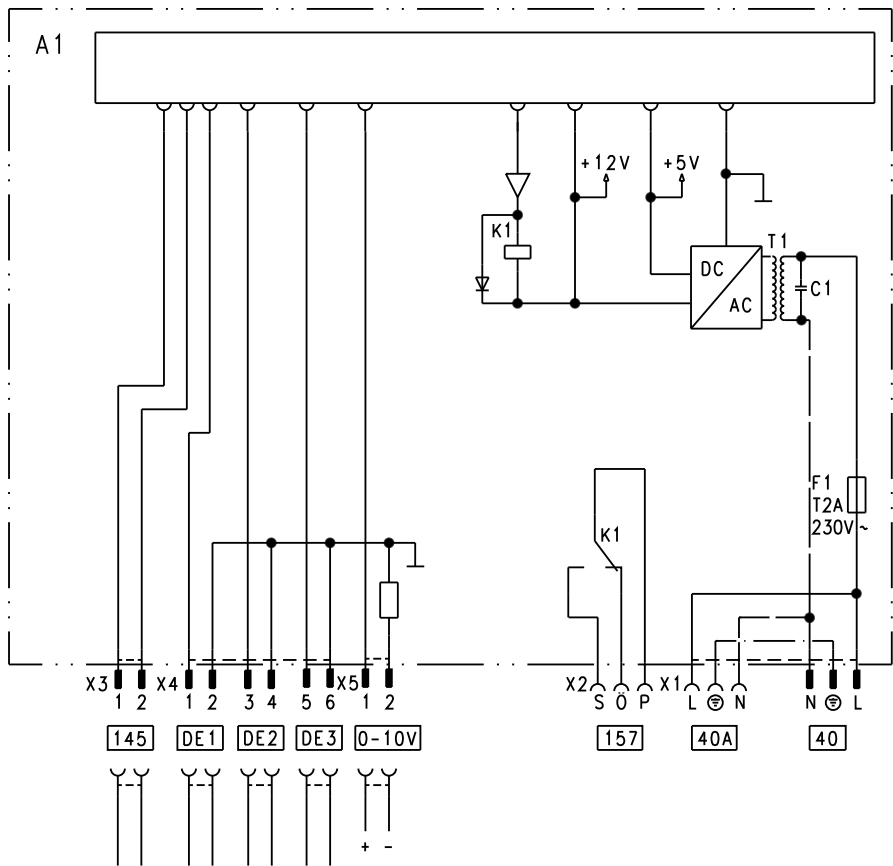 A1
+12V +5V
K1 T1
DC
AC C1
F1
T2A
230V~
K1
X3 1 2 X4 1 2 3 4 5 6 X5 1 2 X2 S Ö P X1 L N N L
145 DE1 DE2 DE3 0-10V 157 40A 40
+ -